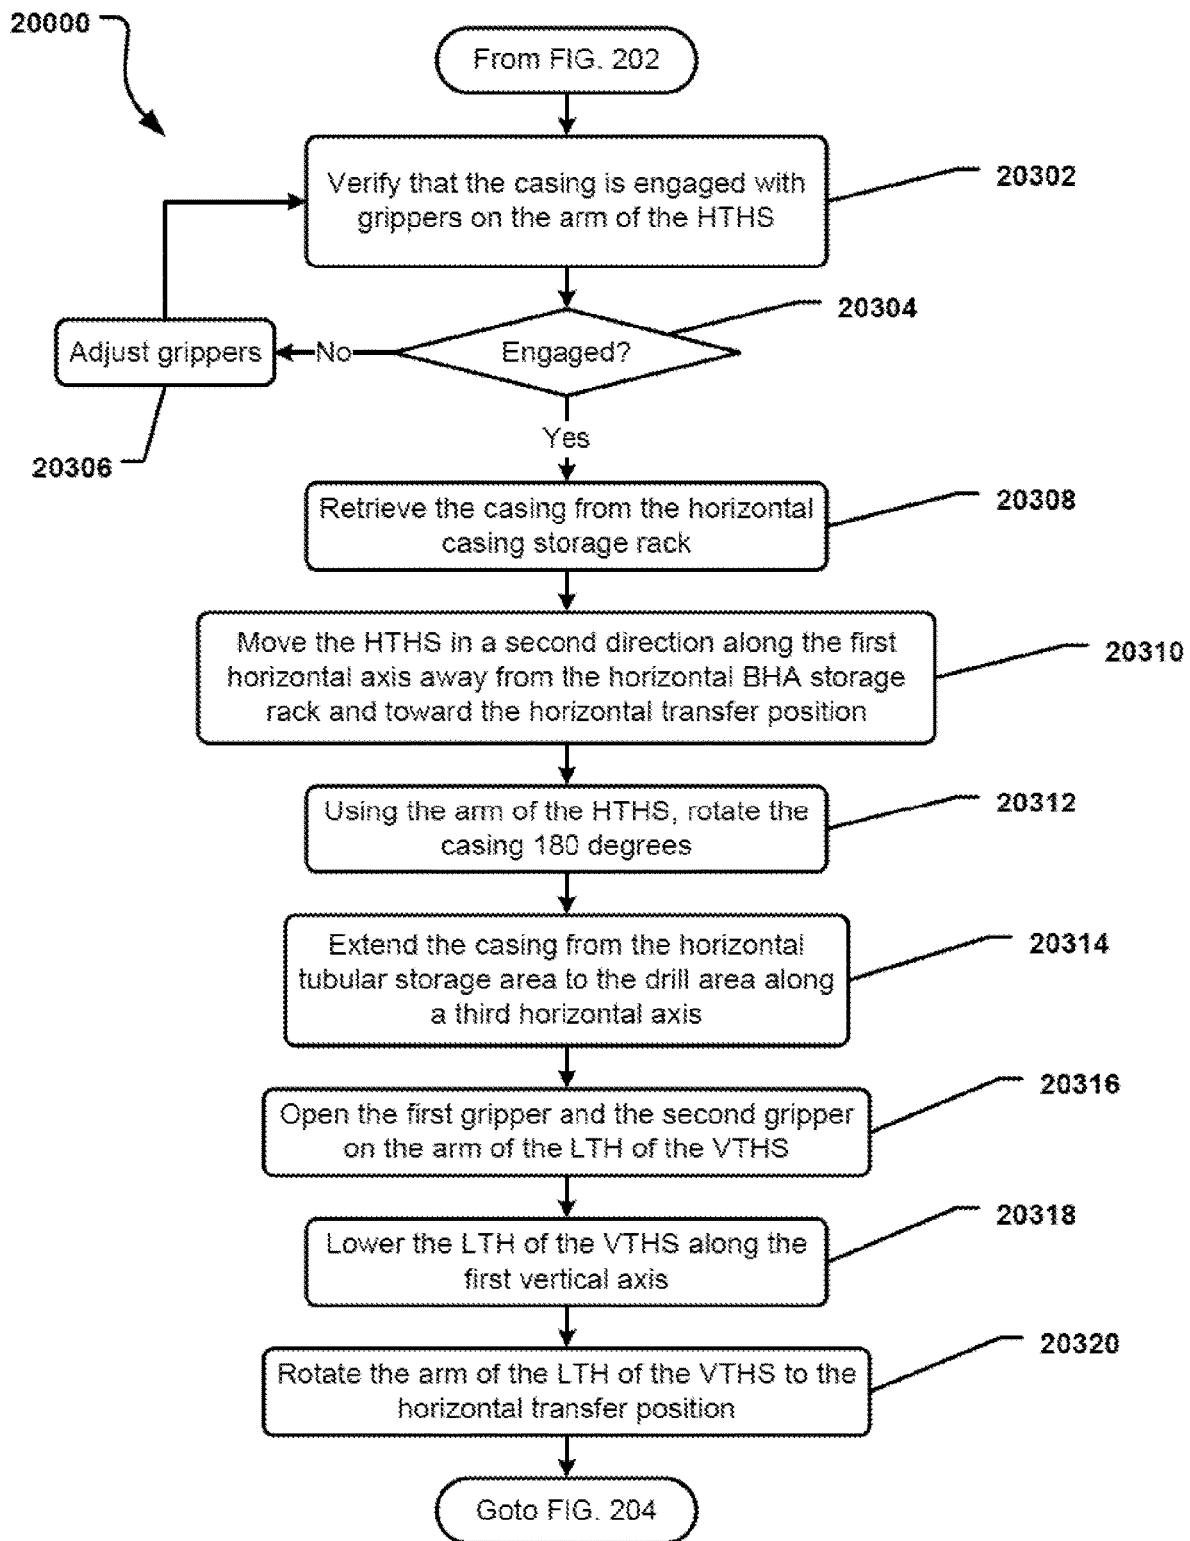 20000
From FIG. 202
Verify that the casing is engaged with
grippers on the arm of the HTHS
20302
20304
Engaged?
No
Adjust grippers
20306
Yes
Retrieve the casing from the horizontal
casing storage rack
20308
Move the HTHS in a second direction along the first
horizontal axis away from the horizontal BHA storage
rack and toward the horizontal transfer position
20310
Using the arm of the HTHS, rotate the
casing 180 degrees
20312
Extend the casing from the horizontal
tubular storage area to the drill area along
a third horizontal axis
20314
Open the first gripper and the second gripper
on the arm of the LTH of the VTHS
20316
Lower the LTH of the VTHS along the
first vertical axis
20318
Rotate the arm of the LTH of the VTHS to the
horizontal transfer position
20320
Goto FIG. 204